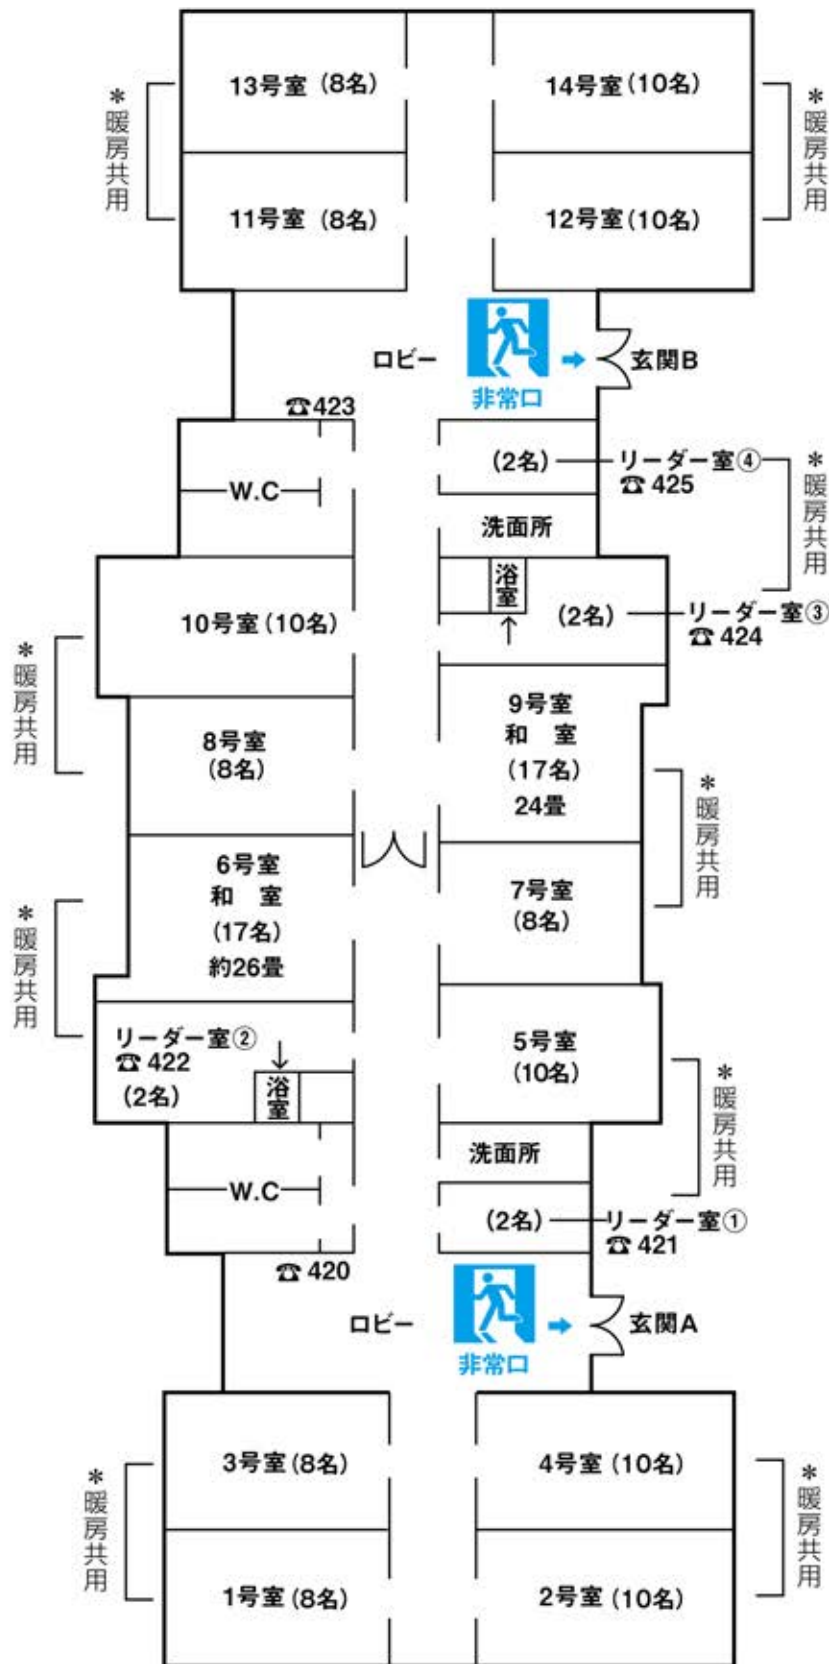 13号室(8名)
14号室(10名)
*暖房共用
*暖房共用
11号室(8名)
12号室(10名)
ロビー
非常口
玄関B
☎423
(2名)
リーダー室④
☎425
*暖房共用
W.C
洗面所
浴室
(2名)
リーダー室③
☎424
10号室(10名)
*暖房共用
8号室
(8名)
9号室
和 室
(17名)
24畳
*暖房共用
6号室
和 室
(17名)
約26畳
*暖房共用
7号室
(8名)
リーダー室②
☎422
(2名)
浴室
5号室
(10名)
*暖房共用
洗面所
W.C
(2名)
リーダー室①
☎421
☎420
ロビー
非常口
玄関A
3号室(8名)
4号室(10名)
*暖房共用
*暖房共用
1号室(8名)
2号室(10名)